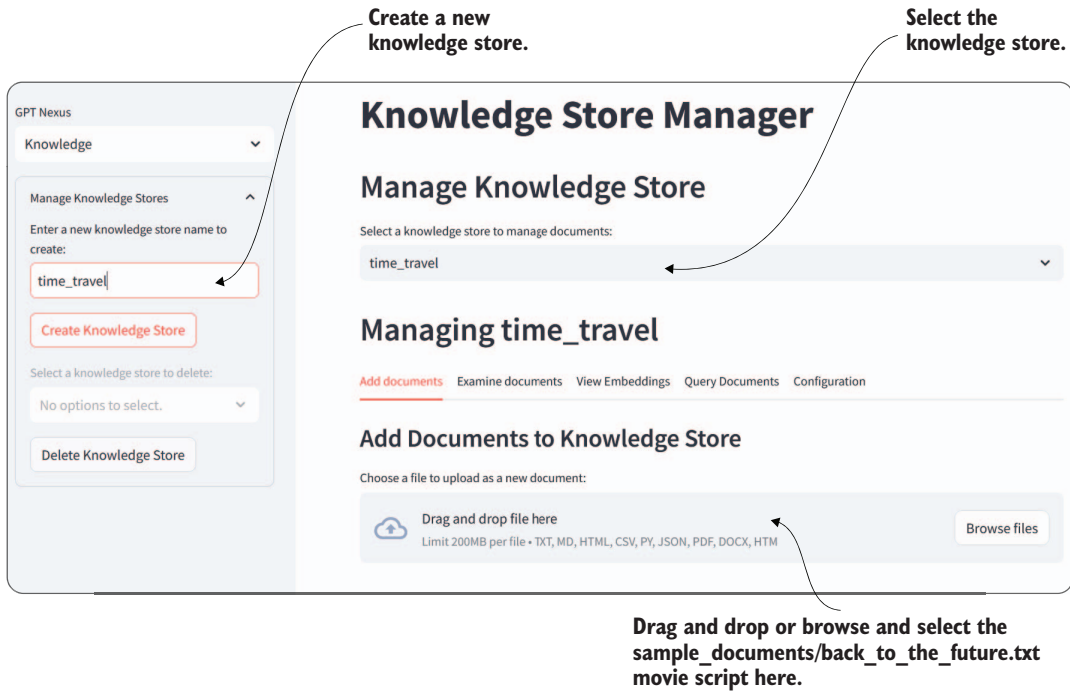 Create a new
knowledge store.
Select the
knowledge store.
GPT Nexus
Knowledge
Manage Knowledge Stores
Enter a new knowledge store name to
create:
time_travel
Create Knowledge Store
Select a knowledge store to delete:
No options to select.
Delete Knowledge Store
Knowledge Store Manager
Manage Knowledge Store
Select a knowledge store to manage documents:
time_travel
Managing time_travel
Add documents Examine documents View Embeddings Query Documents Configuration
Add Documents to Knowledge Store
Choose a file to upload as a new document:
Drag and drop file here
Limit 200MB per file • TXT, MD, HTML, CSV, PY, JSON, PDF, DOCX, HTM
Browse files
Drag and drop or browse and select the
sample_documents/back_to_the_future.txt
movie script here.